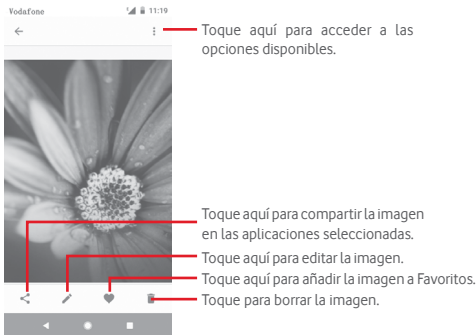 Vodafone 11:19
Toque aquí para acceder a las
opciones disponibles.
Toque aquí para compartir la imagen
en las aplicaciones seleccionadas.
Toque aquí para editar la imagen.
Toque aquí para añadir la imagen a Favoritos.
Toque para borrar la imagen.